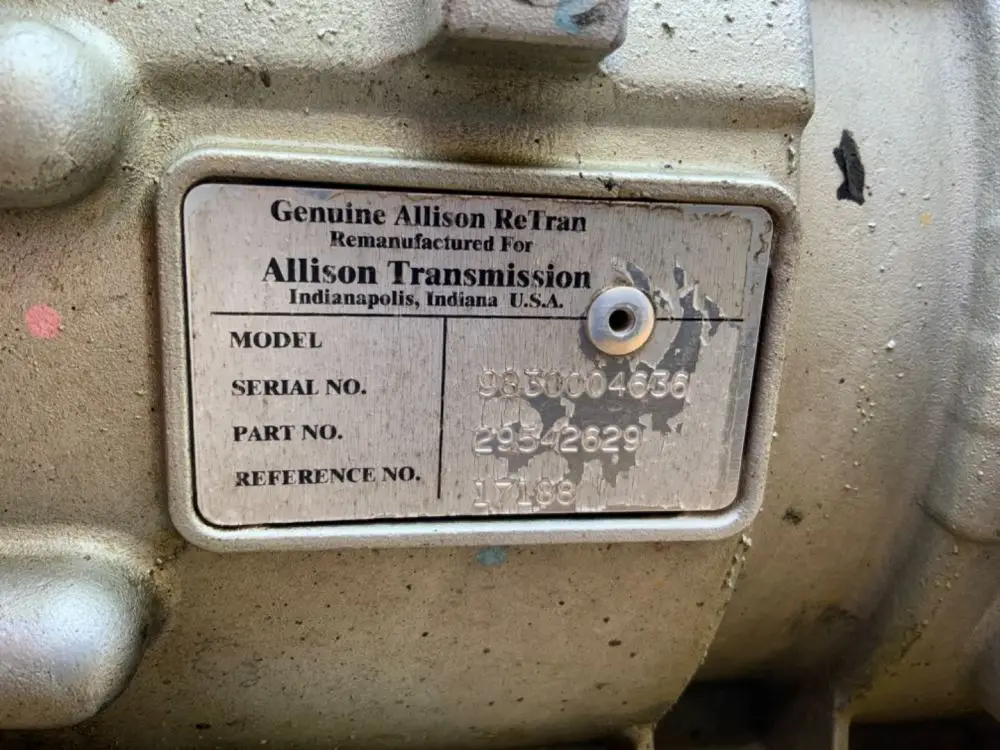 Genuine Allison ReTran
Remanufactured For
Allison Transmission
Indianapolis, Indiana U.S.A.
MODEL
SERIAL NO. 9830004636
PART NO. 29542629
REFERENCE NO. 17188